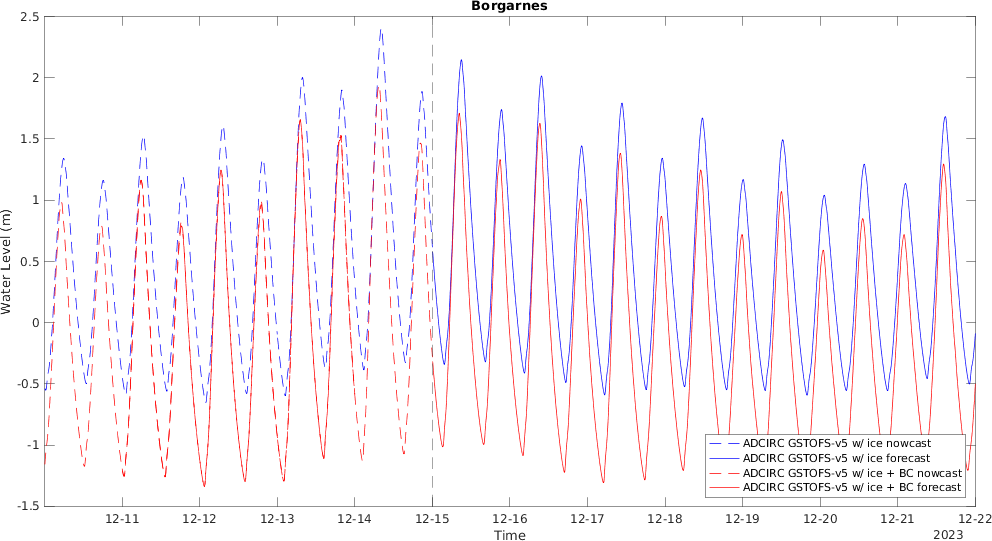 Borgarnes
2.5
2
1.5
1
0.5
0
-0.5
-1
-1.5
Water Level (m)
12-11 12-12 12-13 12-14 12-15 12-16 12-17 12-18 12-19 12-20 12-21 12-22
Time
2023
ADCIRC GSTOFS-v5 w/ ice nowcast
ADCIRC GSTOFS-v5 w/ ice forecast
ADCIRC GSTOFS-v5 w/ ice + BC nowcast
ADCIRC GSTOFS-v5 w/ ice + BC forecast